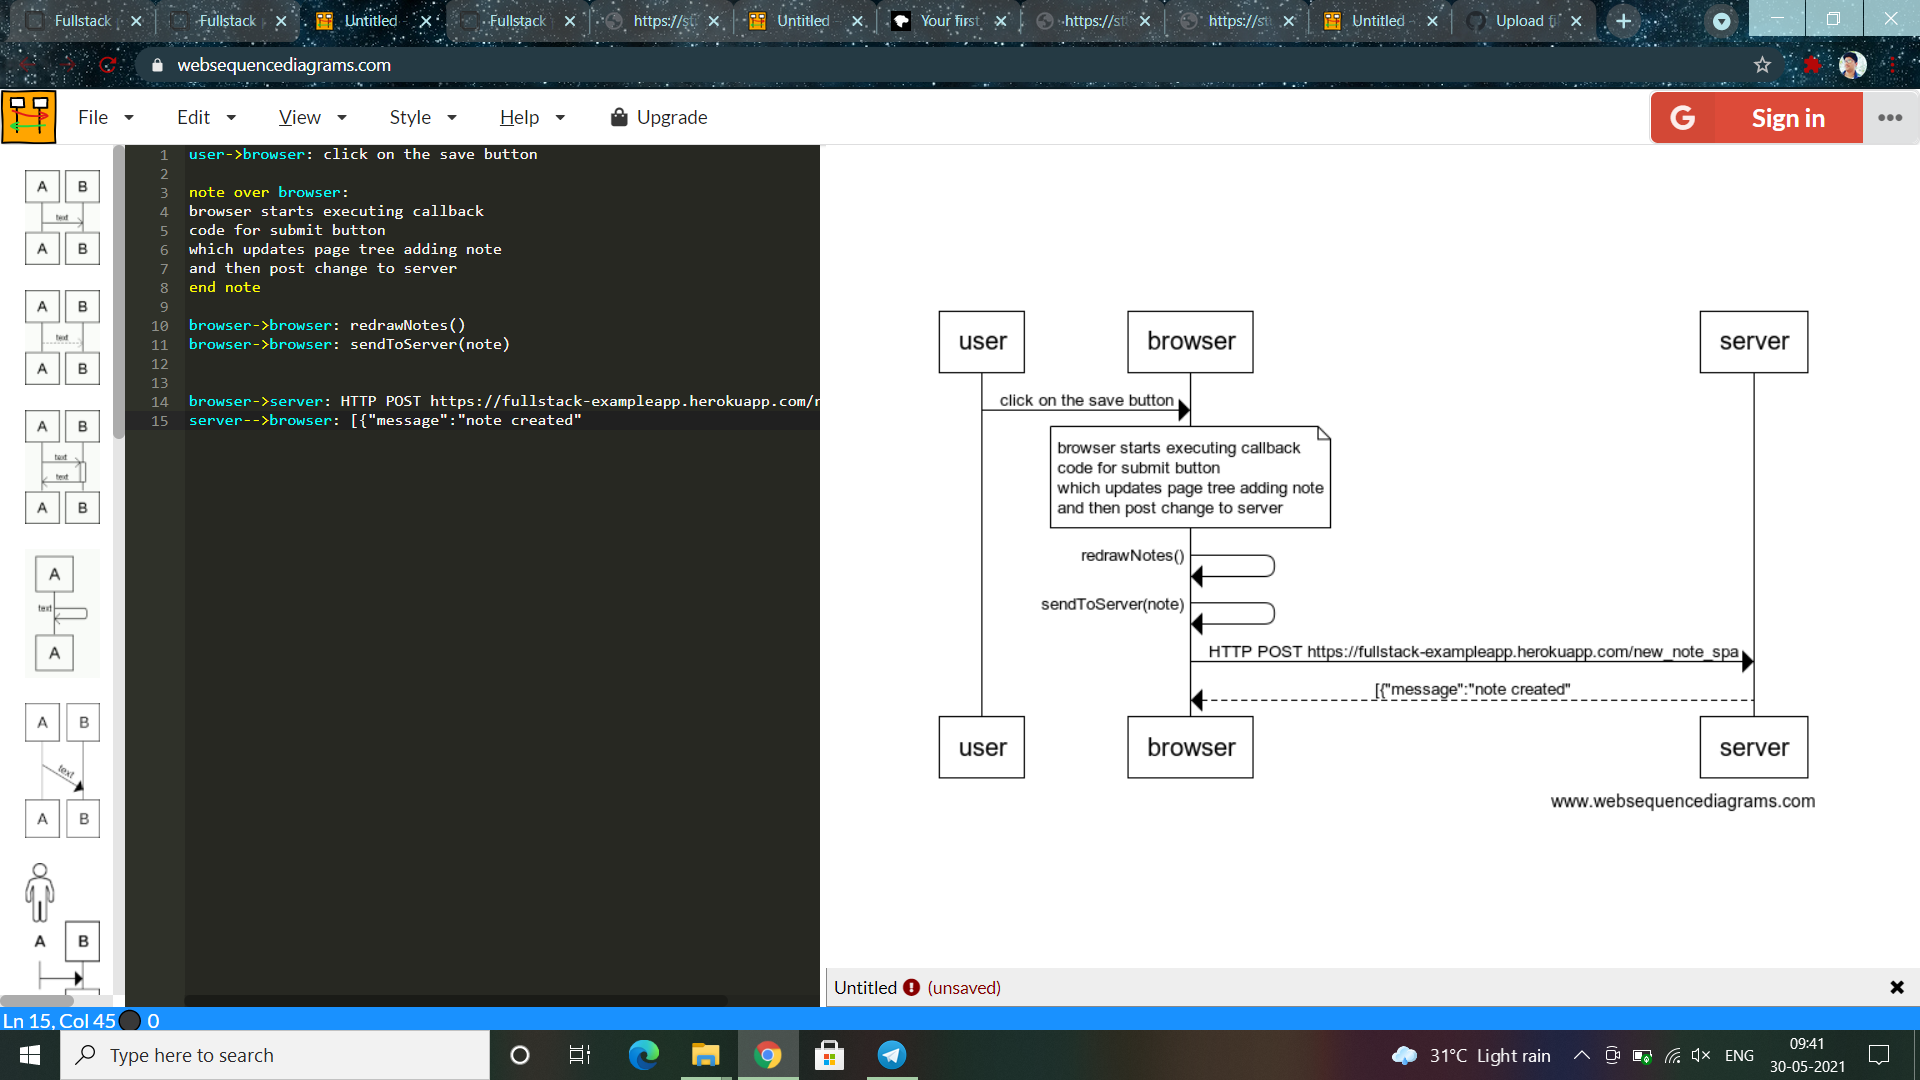 Fullstack
Fullstack
Untitled
Fullstack
https://st
Untitled
Your first
https://st
https://st
Untitled
Upload fi
websequencediagrams.com
File
Edit
View
Style
Help
Upgrade
G Sign in
1 user->browser: click on the save button
2
3 note over browser:
4 browser starts executing callback
5 code for submit button
6 which updates page tree adding note
7 and then post change to server
8 end note
9
10 browser->browser: redrawNotes()
11 browser->browser: sendToServer(note)
12
13
14 browser->server: HTTP POST https://fullstack-exampleapp.herokuapp.com/n
15 server-->browser: [{"message":"note created"
A B
text
A B
A B
text
A B
A B
text
text
A B
A
text
A
A B
text
A B
A B
user browser server
click on the save button
browser starts executing callback
code for submit button
which updates page tree adding note
and then post change to server
redrawNotes()
sendToServer(note)
HTTP POST https://fullstack-exampleapp.herokuapp.com/new_note_spa
[{"message":"note created"
user browser server
www.websequencediagrams.com
Untitled (unsaved)
Ln 15, Col 45 0
Type here to search
31°C Light rain
ENG
09:41
30-05-2021